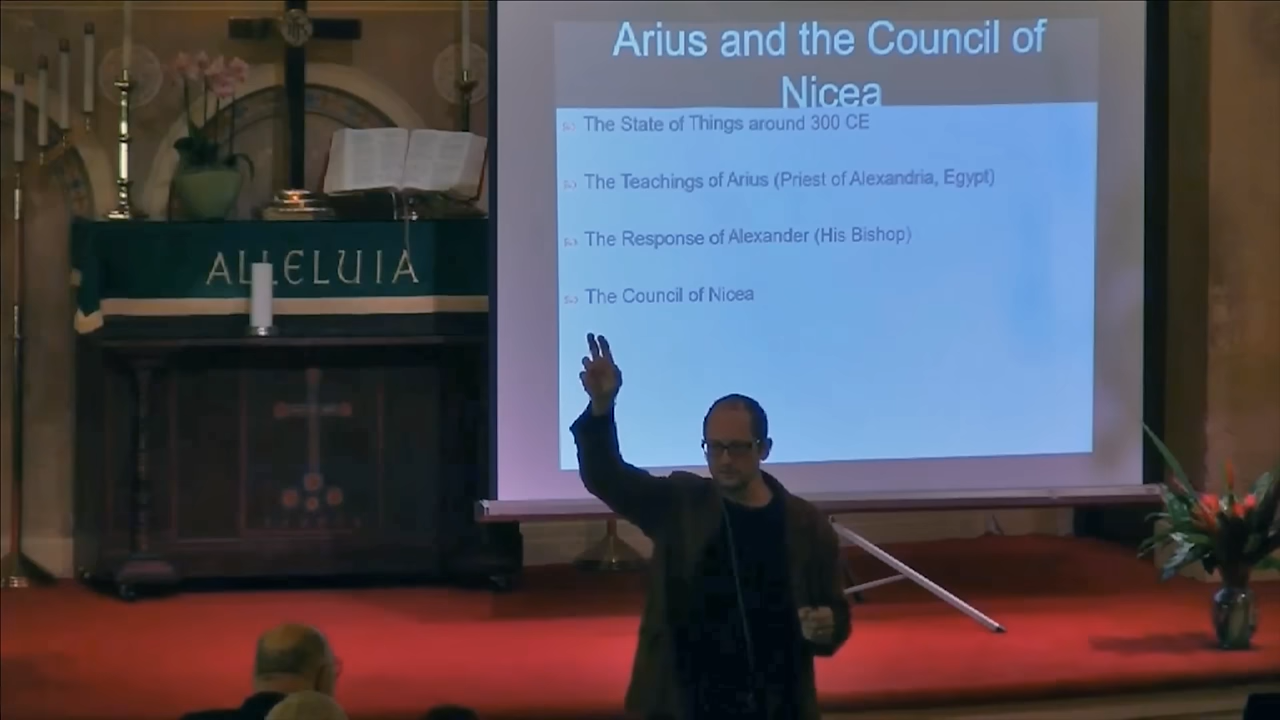 Arius and the Council of
Nicea
The State of Things around 300 CE
The Teachings of Arius (Priest of Alexandria, Egypt)
The Response of Alexander (His Bishop)
The Council of Nicea
ALLELUIA